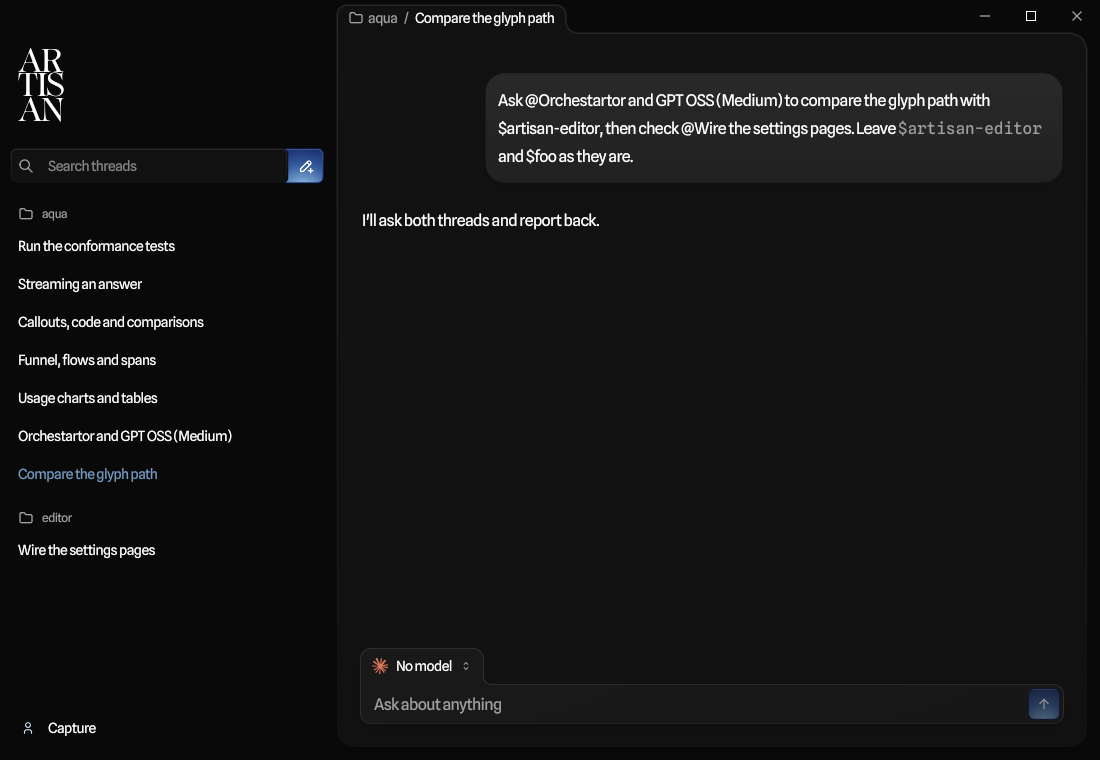 aqua / Compare the glyph path
AR
TIS
AN
Search threads
aqua
Run the conformance tests
Streaming an answer
Callouts, code and comparisons
Funnel, flows and spans
Usage charts and tables
Orchestartor and GPT OSS (Medium)
Compare the glyph path
editor
Wire the settings pages
Capture
Ask @Orchestartor and GPT OSS (Medium) to compare the glyph path with
$artisan-editor, then check @Wire the settings pages. Leave $artisan-editor
and $foo as they are.
I'll ask both threads and report back.
No model
Ask about anything